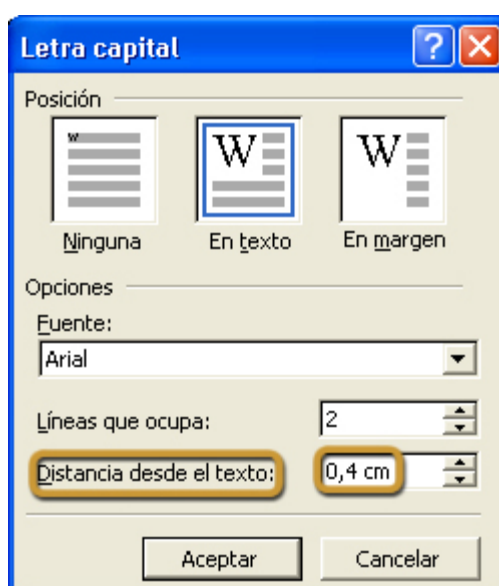 Letra capital
Posición
W W W
Ninguna En texto En margen
Opciones
Fuente:
Arial
Líneas que ocupa: 2
Distancia desde el texto: 0,4 cm
Aceptar Cancelar